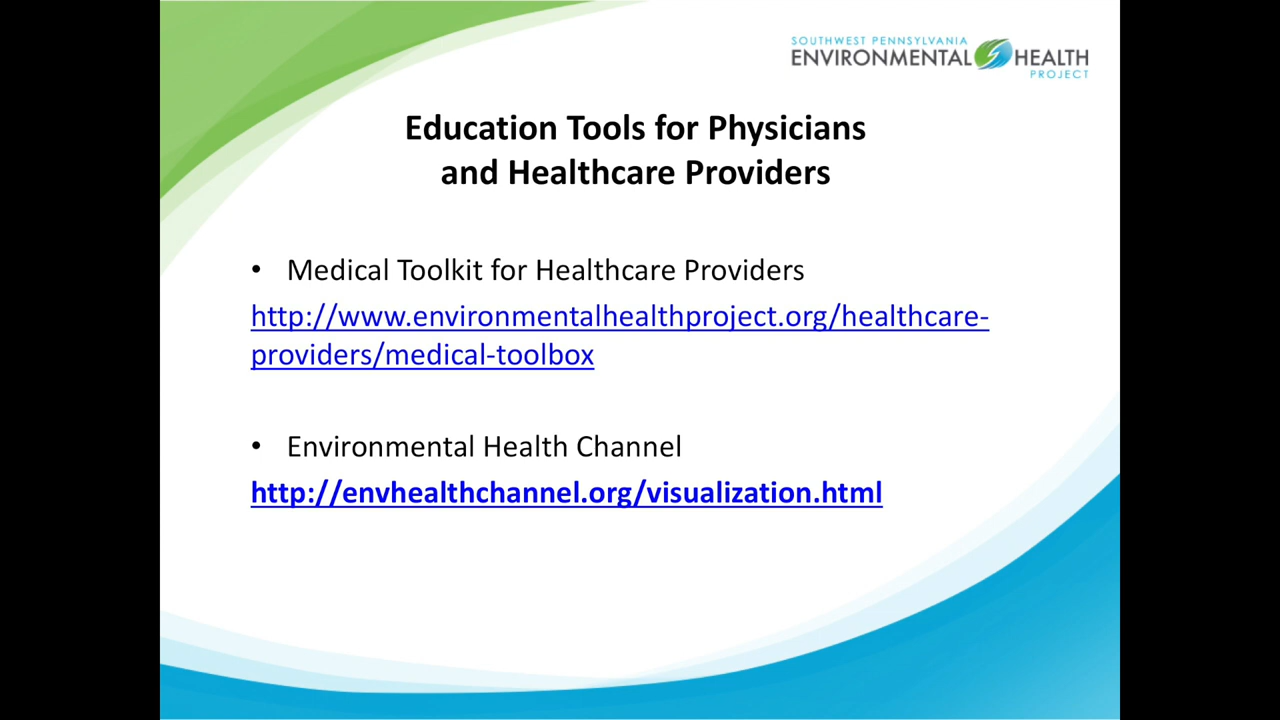 SOUTHWEST PENNSYLVANIA
ENVIRONMENTAL HEALTH
PROJECT
Education Tools for Physicians
and Healthcare Providers
• Medical Toolkit for Healthcare Providers
http://www.environmentalhealthproject.org/healthcare-
providers/medical-toolbox
• Environmental Health Channel
http://envhealthchannel.org/visualization.html